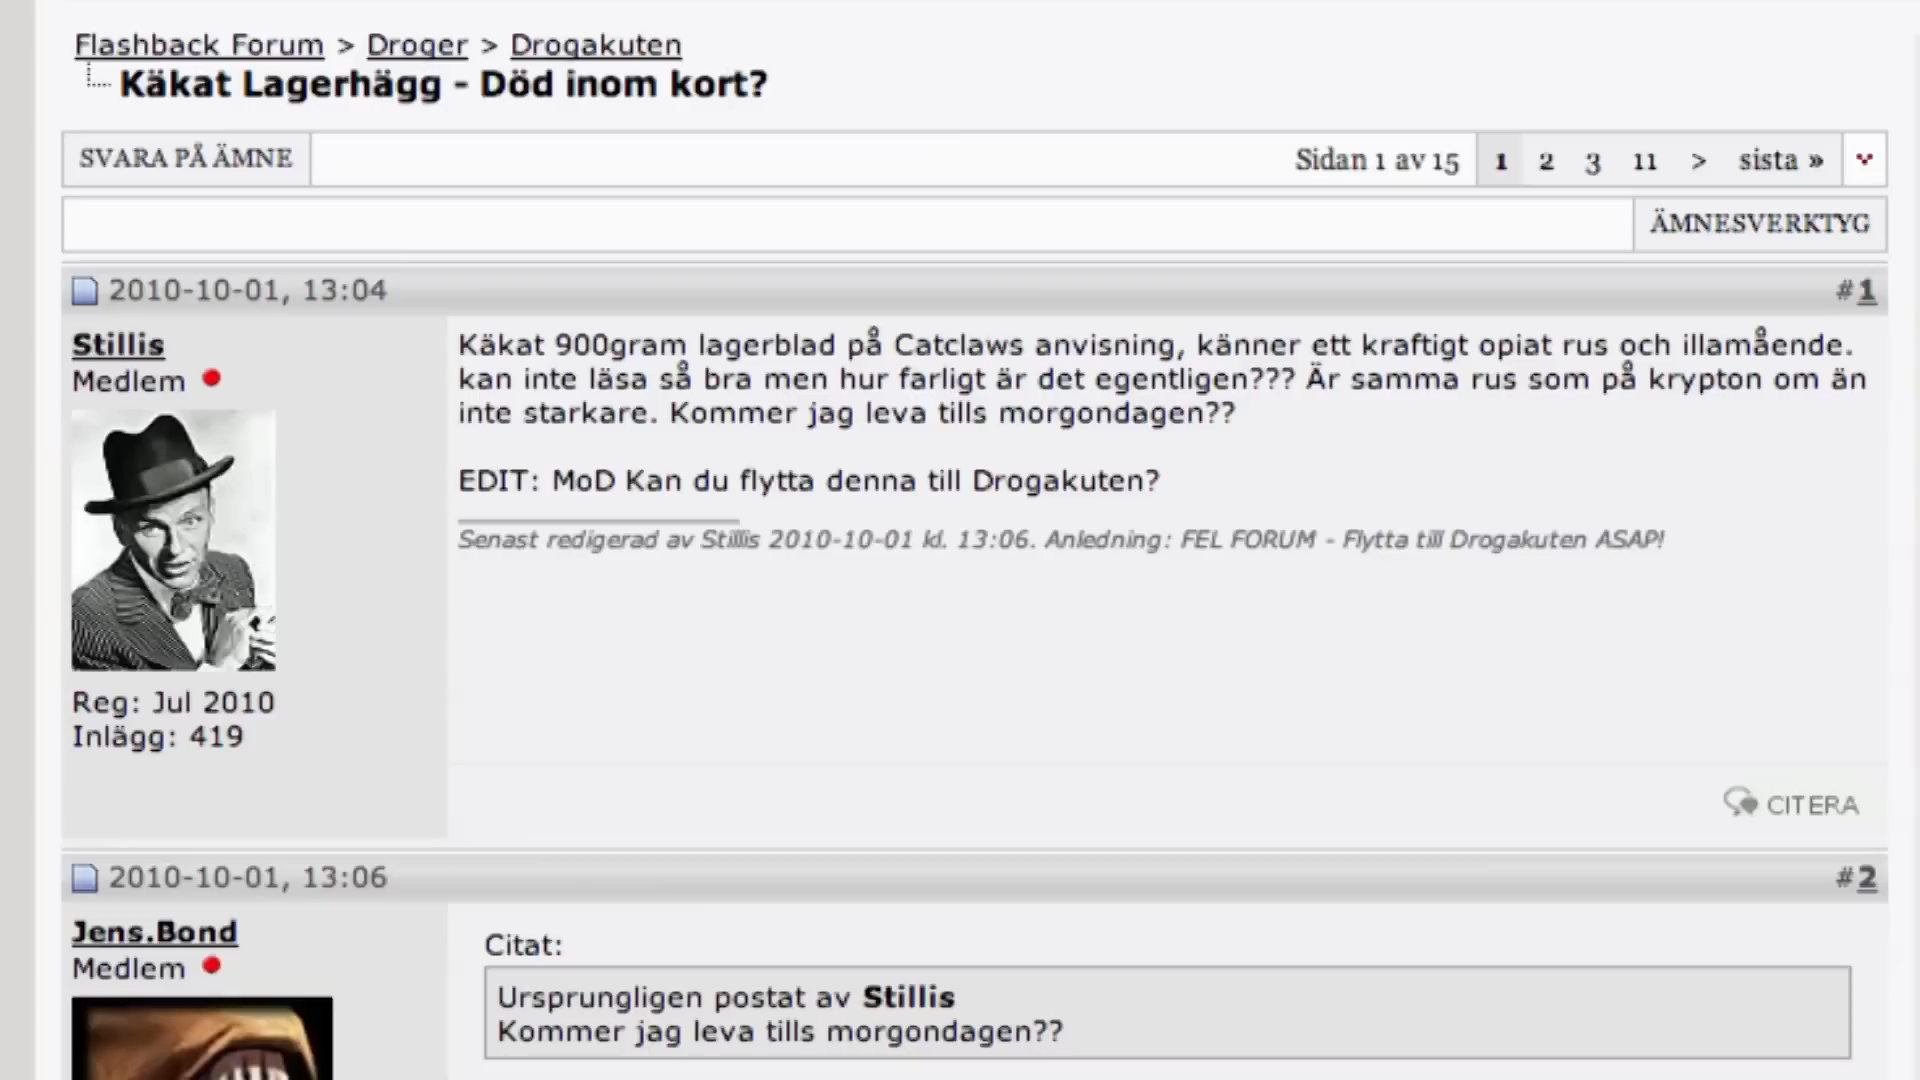 Flashback Forum > Droger > Drogakuten
Käkat Lagerhägg - Död inom kort?
SVARA PÅ ÄMNE
Sidan 1 av 15 1 2 3 11 > sista »
ÄMNESVERKTYG
2010-10-01, 13:04 #1
Stillis
Medlem
Käkat 900gram lagerblad på Catclaws anvisning, känner ett kraftigt opiat rus och illamående.
kan inte läsa så bra men hur farligt är det egentligen??? Är samma rus som på krypton om än
inte starkare. Kommer jag leva tills morgondagen??
EDIT: MoD Kan du flytta denna till Drogakuten?
Senast redigerad av Stillis 2010-10-01 kl. 13:06. Anledning: FEL FORUM - Flytta till Drogakuten ASAP!
Reg: Jul 2010
Inlägg: 419
CITERA
2010-10-01, 13:06 #2
Jens.Bond
Medlem
Citat:
Ursprungligen postat av Stillis
Kommer jag leva tills morgondagen??